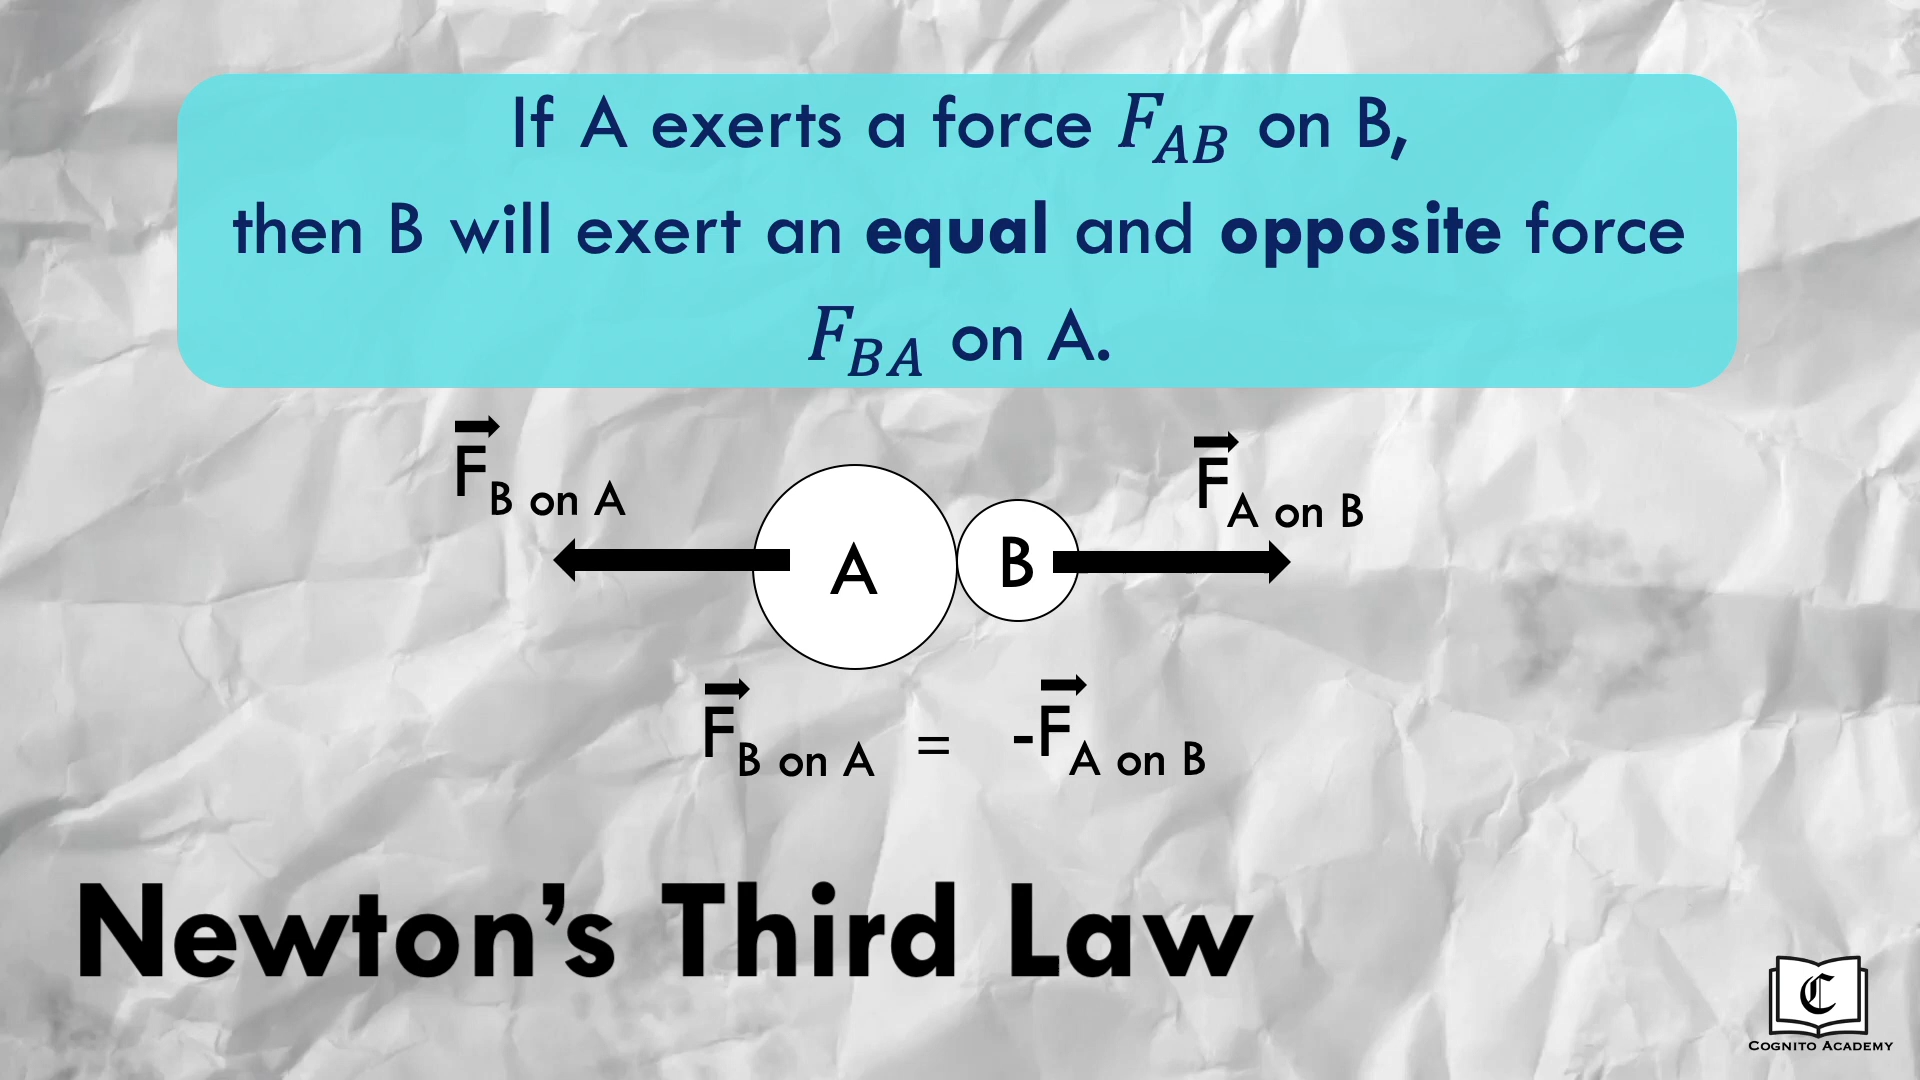 If A exerts a force F_AB on B,
then B will exert an equal and opposite force
F_BA on A.
F⃗ B on A
F⃗ A on B
A
B
F⃗ B on A = -F⃗ A on B
Newton’s Third Law
C
COGNITO ACADEMY